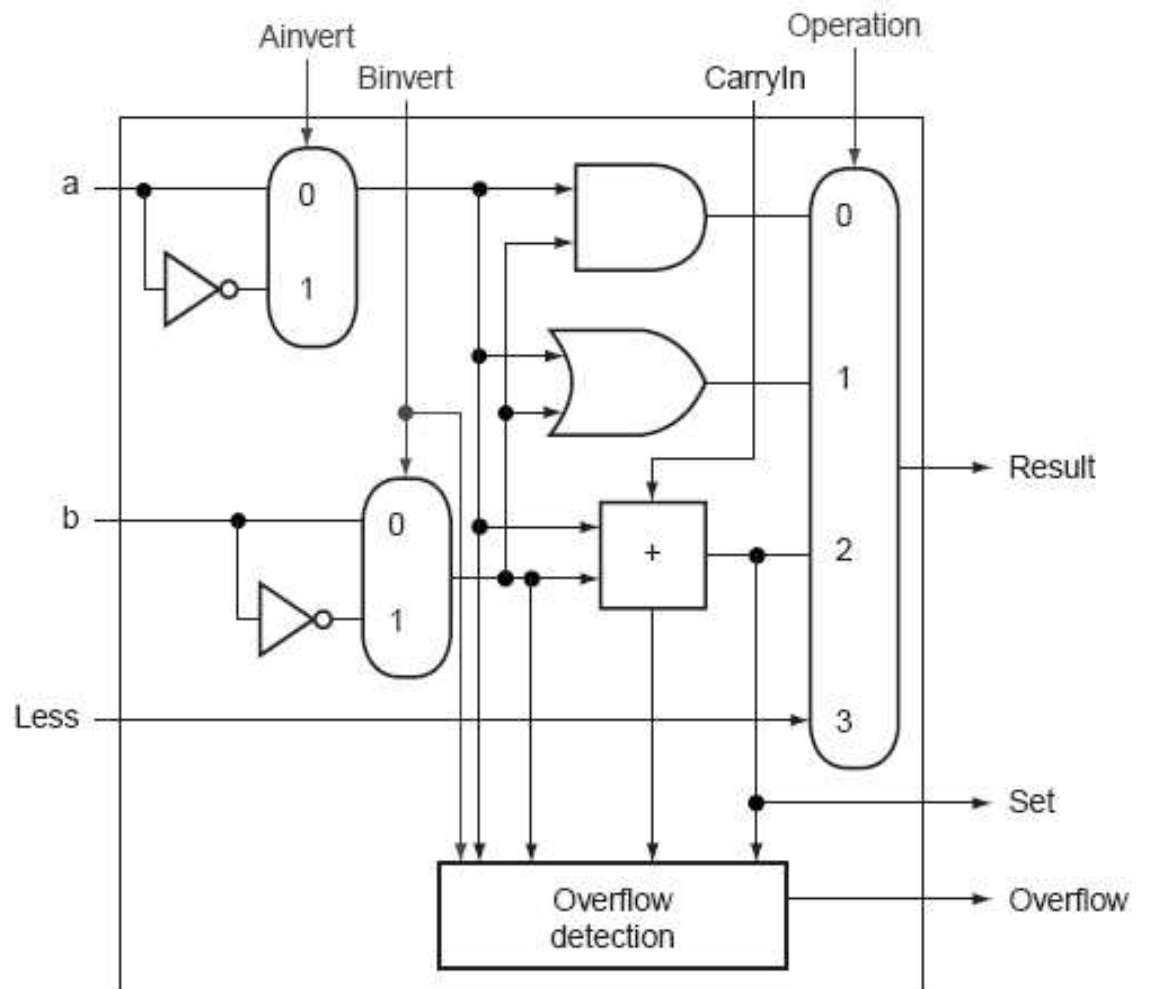 Ainvert
Operation
Binvert
CarryIn
a
0
0
1
1
b
0
+
2
Result
1
Less
3
Set
Overflow
detection
Overflow